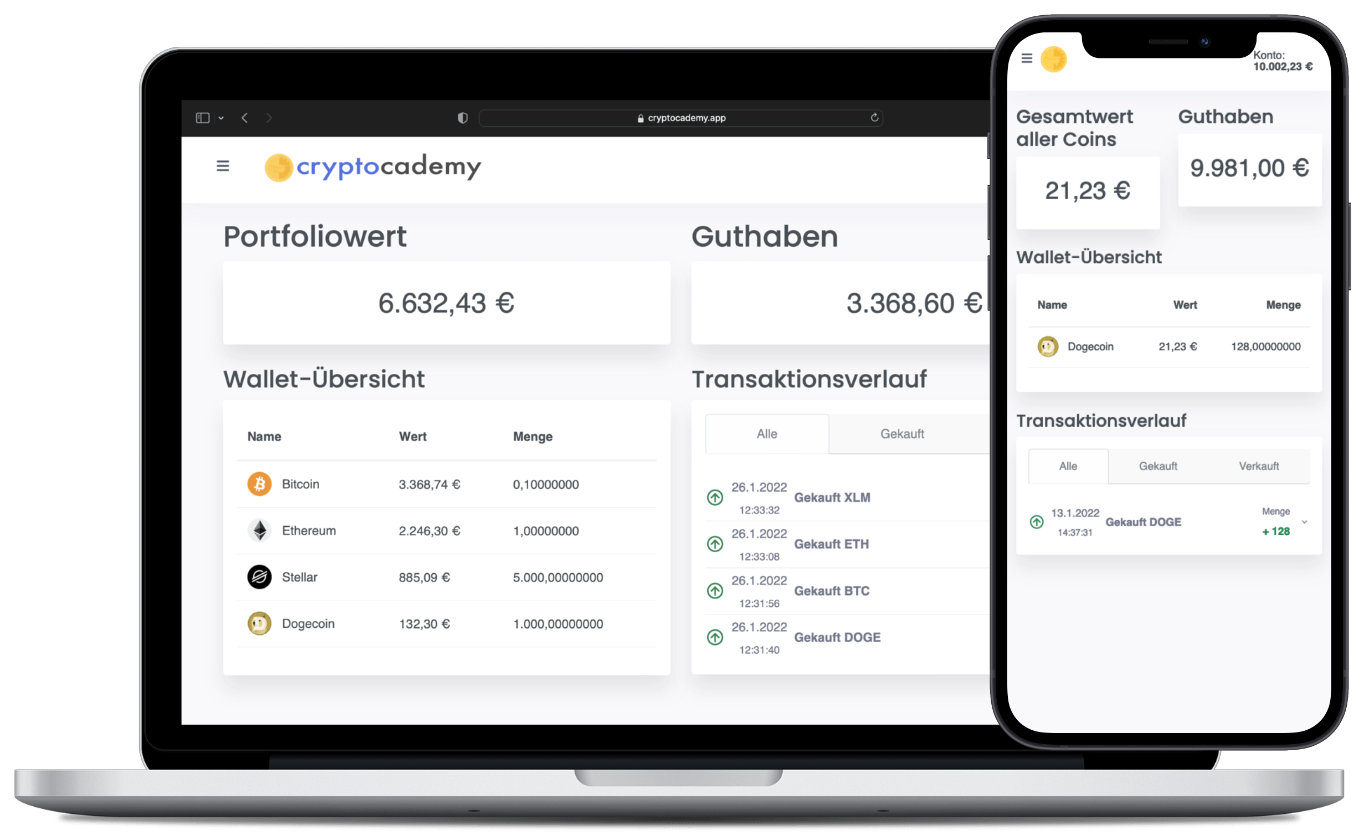 cryptocademy.app
cryptocademy
Portfoliowert
6.632,43 €
Guthaben
3.368,60 €
Wallet-Übersicht
Name Wert Menge
Bitcoin 3.368,74 € 0,10000000
Ethereum 2.246,30 € 1,00000000
Stellar 885,09 € 5.000,00000000
Dogecoin 132,30 € 1.000,00000000
Transaktionsverlauf
Alle Gekauft
26.1.2022
12:33:32
Gekauft XLM
26.1.2022
12:33:08
Gekauft ETH
26.1.2022
12:31:56
Gekauft BTC
26.1.2022
12:31:40
Gekauft DOGE
Konto:
10.002,23 €
Gesamtwert
aller Coins
21,23 €
Guthaben
9.981,00 €
Wallet-Übersicht
Name Wert Menge
Dogecoin 21,23 € 128,00000000
Transaktionsverlauf
Alle Gekauft Verkauft
13.1.2022
14:37:31
Gekauft DOGE
Menge
+ 128